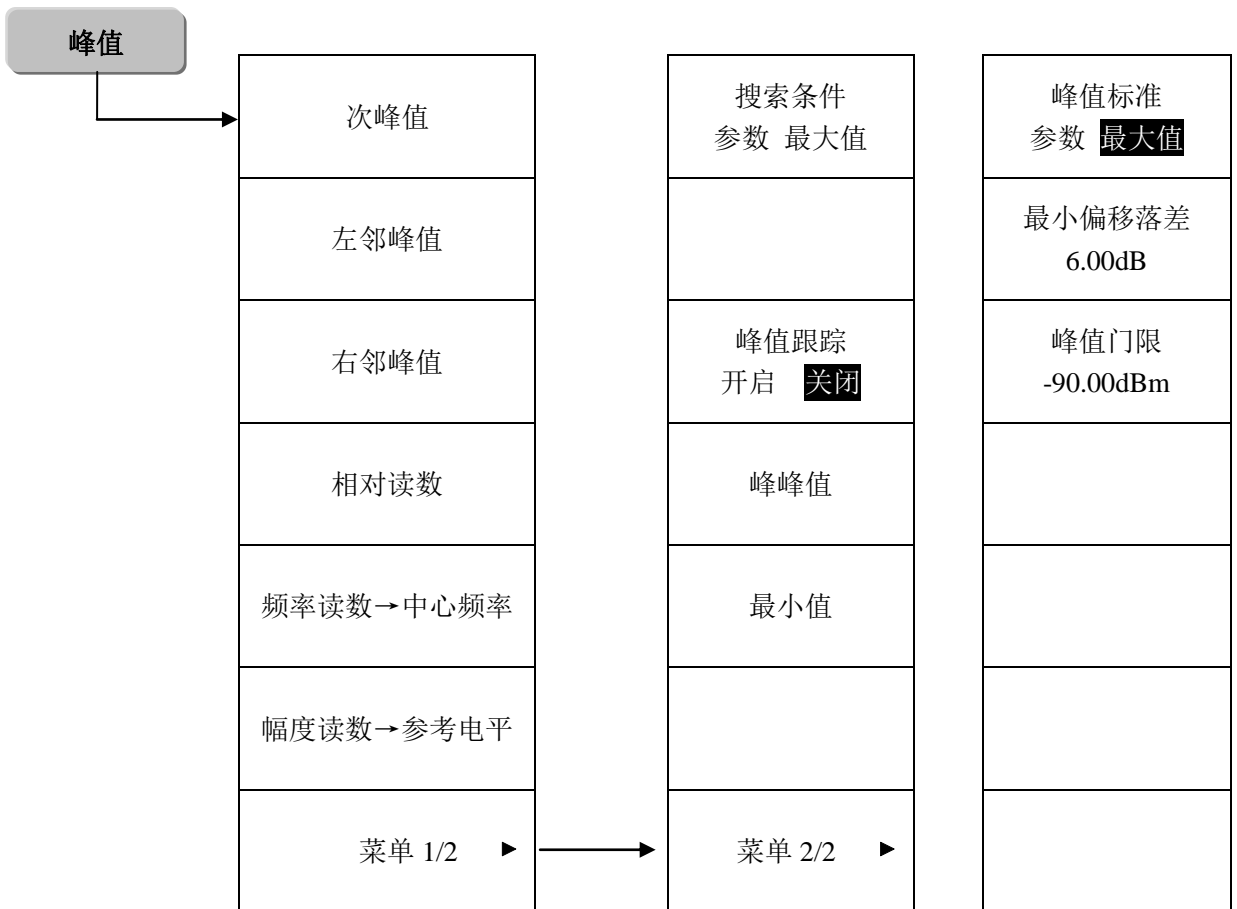 峰值
次峰值
左邻峰值
右邻峰值
相对读数
频率读数→中心频率
幅度读数→参考电平
菜单 1/2
搜索条件
参数 最大值
峰值跟踪
开启 关闭
峰峰值
最小值
菜单 2/2
峰值标准
参数 最大值
最小偏移落差
6.00dB
峰值门限
-90.00dBm